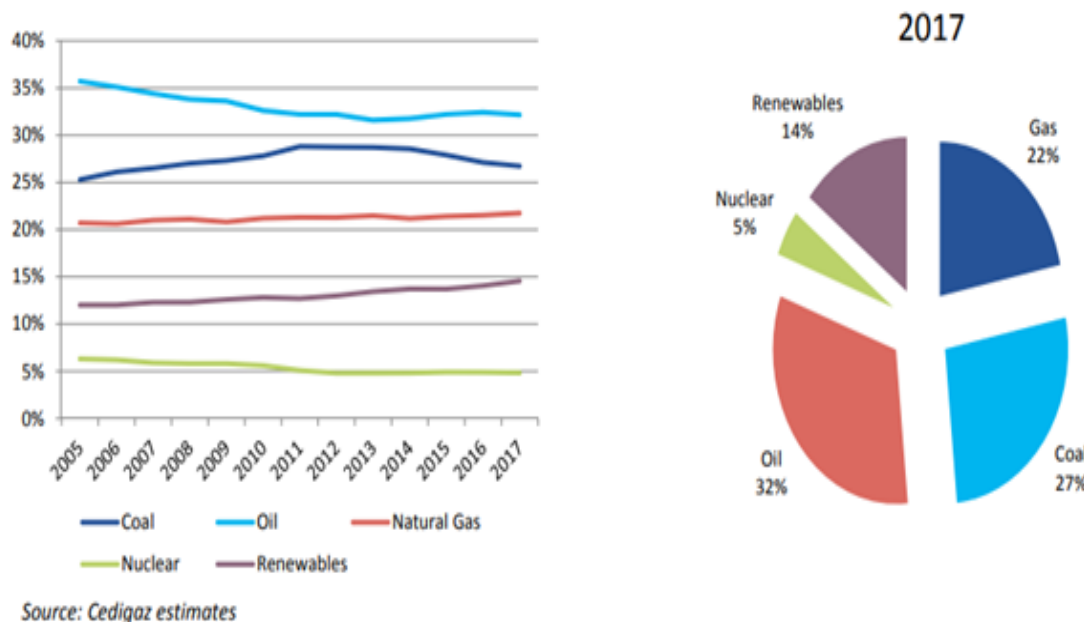 2017
40%
35%
30%
25%
20%
15%
10%
5%
0%
2005 2006 2007 2008 2009 2010 2011 2012 2013 2014 2015 2016 2017
Coal Oil Natural Gas
Nuclear Renewables
Source: Cedigaz estimates
Renewables
14%
Gas
22%
Nuclear
5%
Oil
32%
Coal
27%